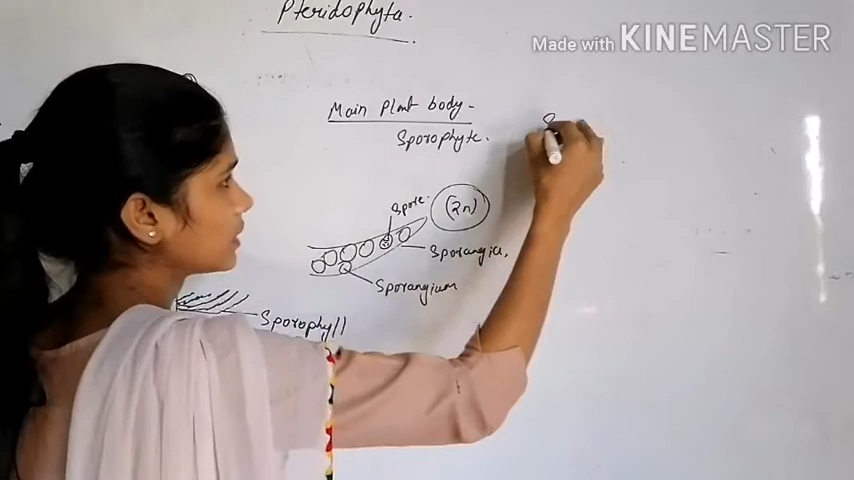 Pteridophyta.
Made with KINEMASTER
Main Plant body -
Sporophyte.
Spore.
(2n)
Sporangia,
Sporangium
Sporophyll